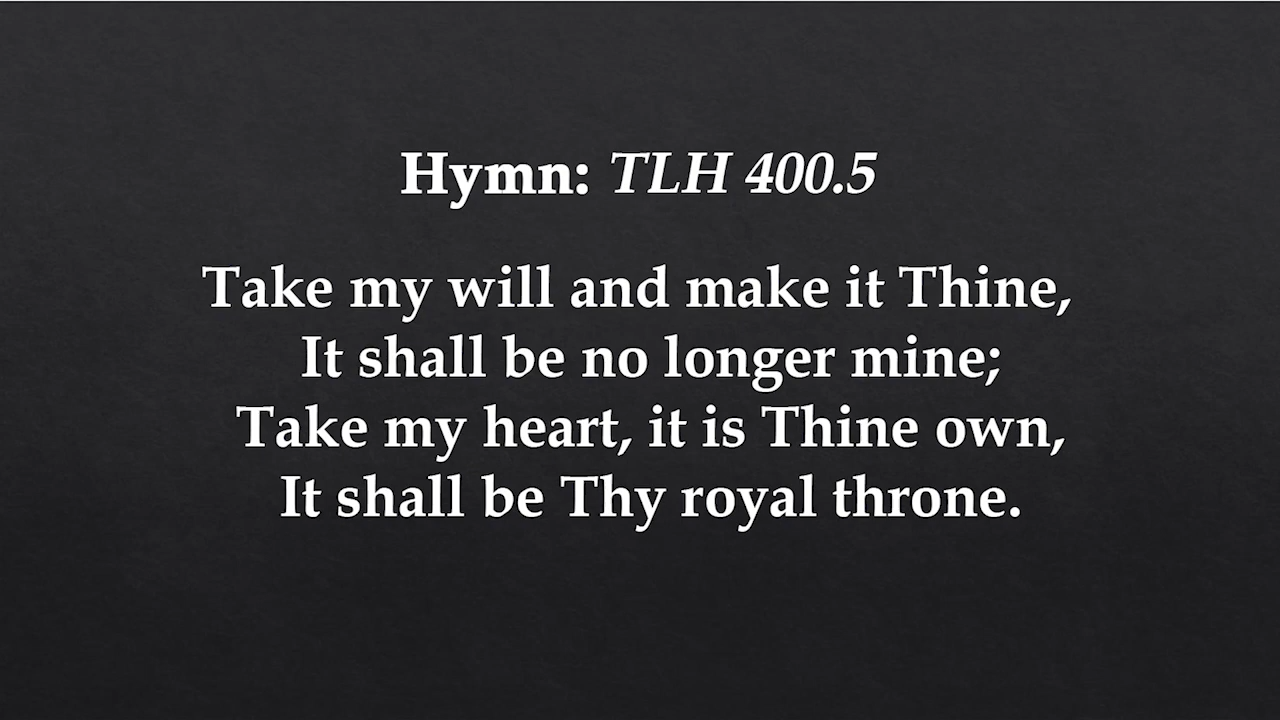 Hymn: TLH 400.5
Take my will and make it Thine,
It shall be no longer mine;
Take my heart, it is Thine own,
It shall be Thy royal throne.